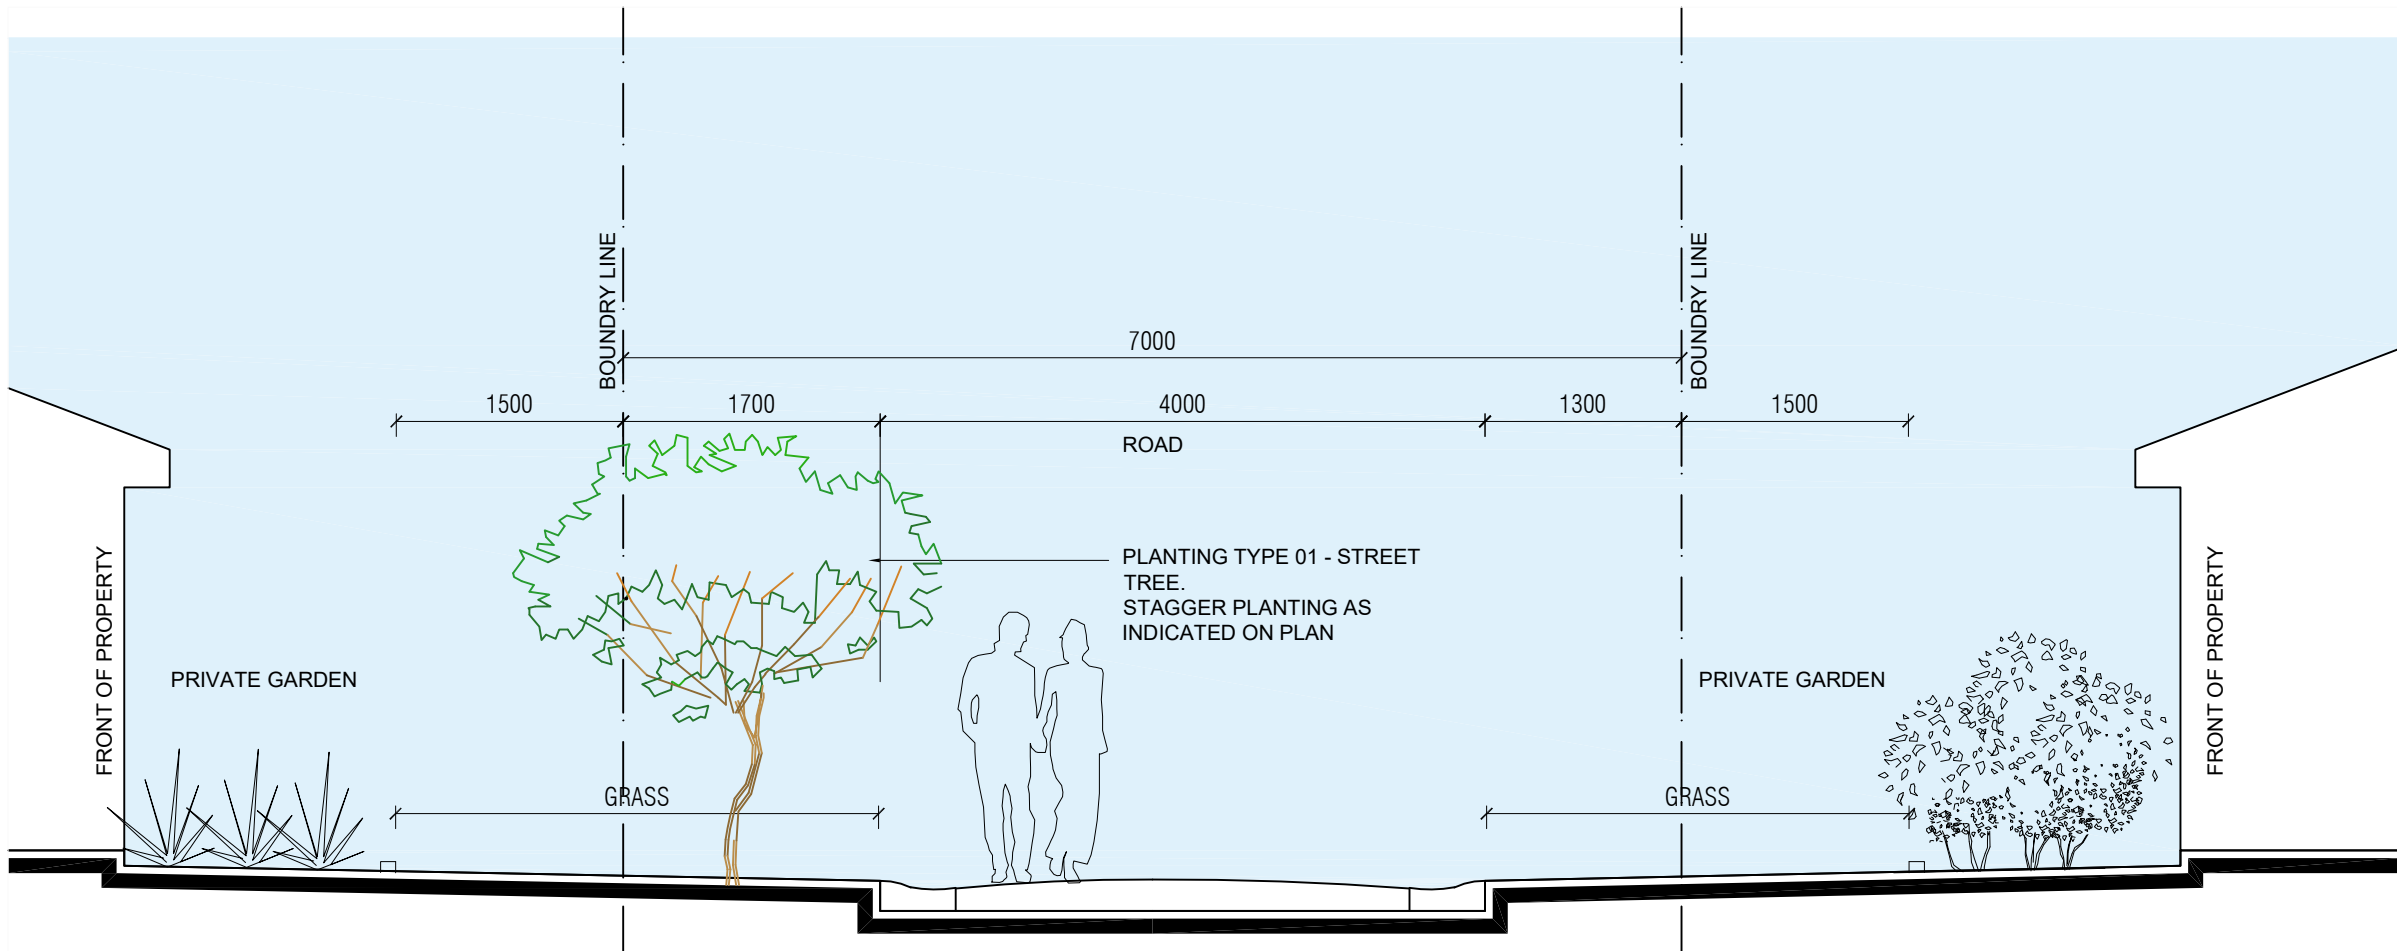 BOUNDRY LINE
BOUNDRY LINE
7000
1500
1700
4000
1300
1500
ROAD
PLANTING TYPE 01 - STREET
TREE.
STAGGER PLANTING AS
INDICATED ON PLAN
FRONT OF PROPERTY
PRIVATE GARDEN
PRIVATE GARDEN
FRONT OF PROPERTY
GRASS
GRASS